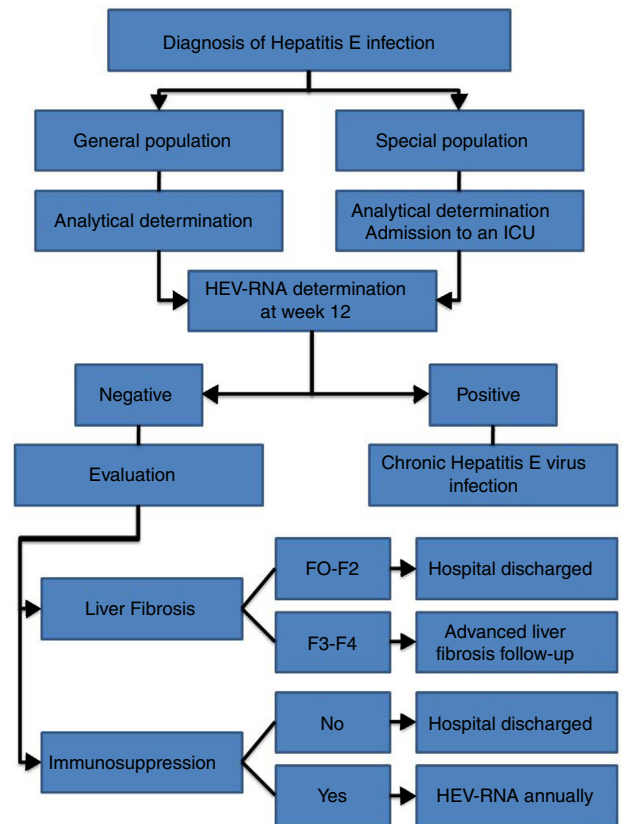 Diagnosis of Hepatitis E infection
General population
Special population
Analytical determination
Analytical determination
Admission to an ICU
HEV-RNA determination
at week 12
Negative
Positive
Evaluation
Chronic Hepatitis E virus
infection
Liver Fibrosis
FO-F2
Hospital discharged
F3-F4
Advanced liver
fibrosis follow-up
Immunosuppression
No
Hospital discharged
Yes
HEV-RNA annually